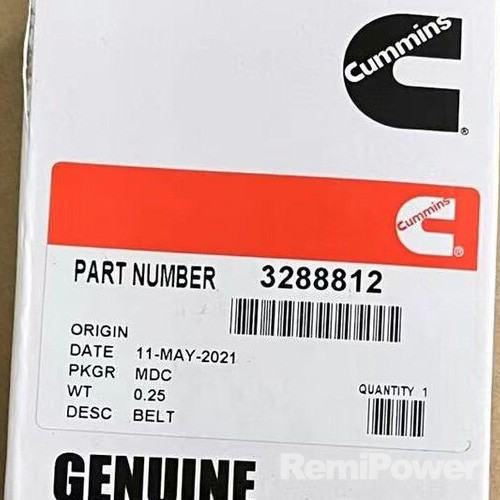 Cummins
®
Cummins
®
PART NUMBER 3288812
ORIGIN
DATE 11-MAY-2021
PKGR MDC
WT 0.25 QUANTITY 1
DESC BELT
GENUINE
RemiPower